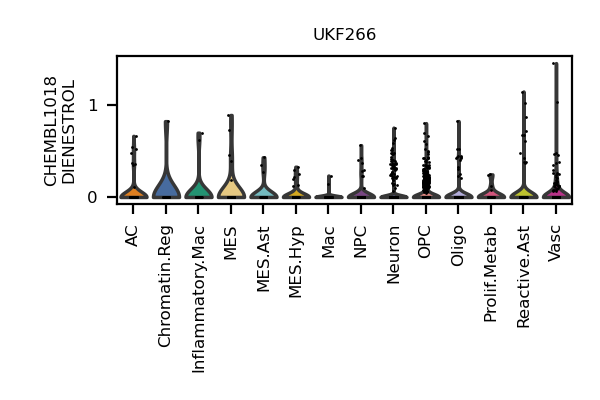 UKF266
CHEMBL1018
DIENESTROL
1
0
AC
Chromatin.Reg
Inflammatory.Mac
MES
MES.Ast
MES.Hyp
Mac
NPC
Neuron
OPC
Oligo
Prolif.Metab
Reactive.Ast
Vasc